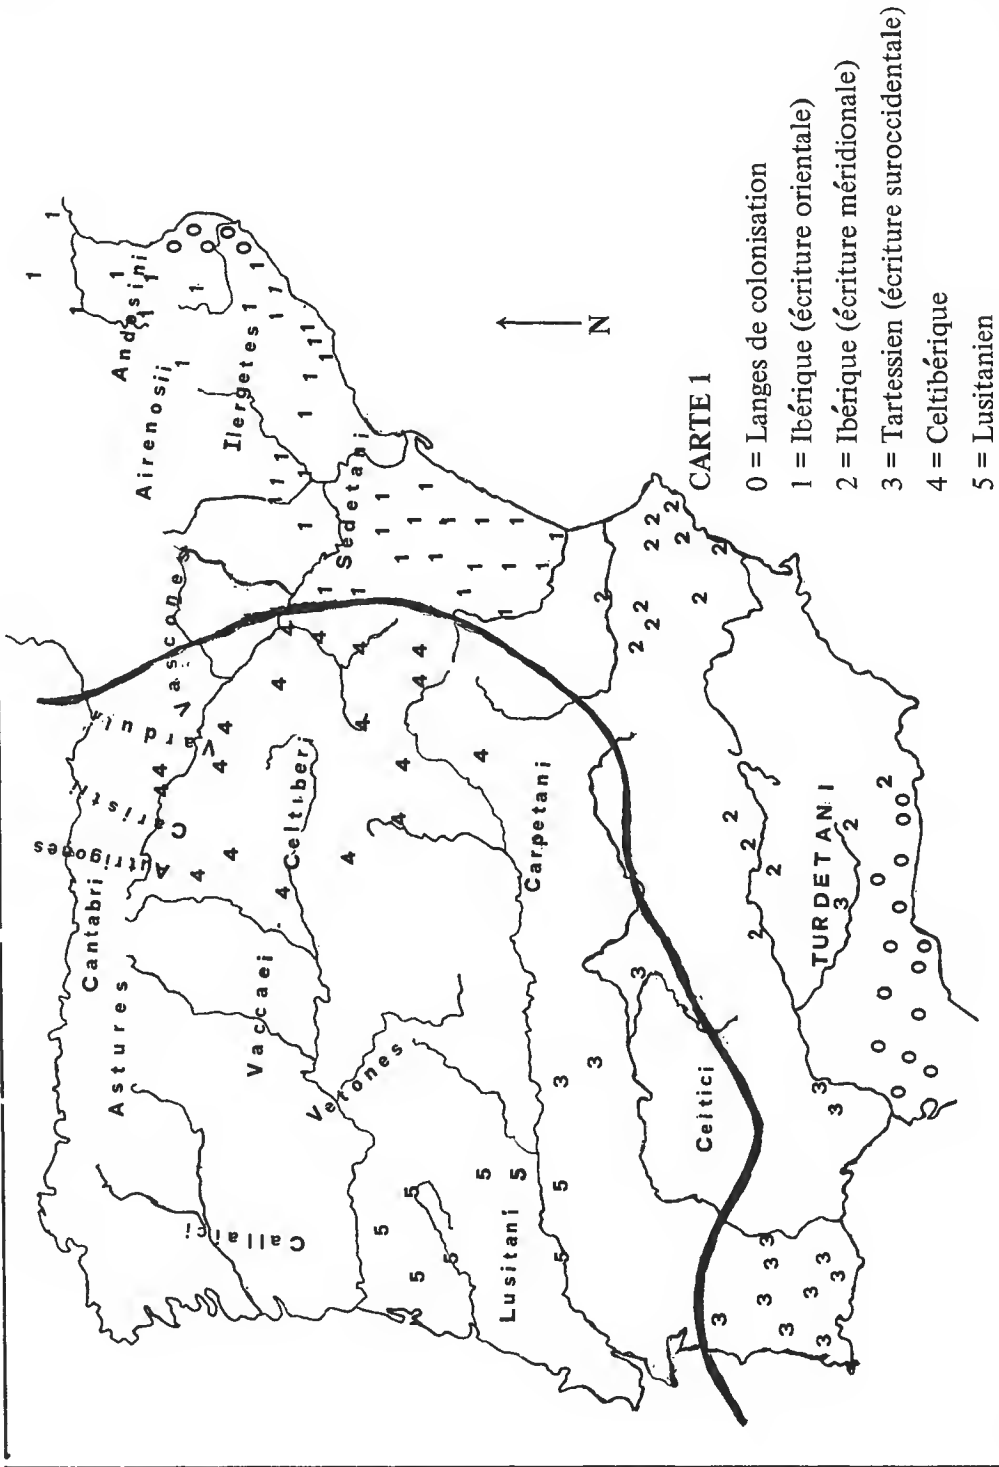 Cantabri
Autrigones
Caristii
Varduli
Vascones
Airenosii
Andosini
Astures
Vaccaei
Celtiberi
Ilergetes
Sedetani
Callaici
Vetones
Carpetani
Lusitani
Celtici
TURDETANI
N
CARTE 1
0 = Langes de colonisation
1 = Ibérique (écriture orientale)
2 = Ibérique (écriture méridionale)
3 = Tartessien (écriture suroccidentale)
4 = Celtibérique
5 = Lusitanien